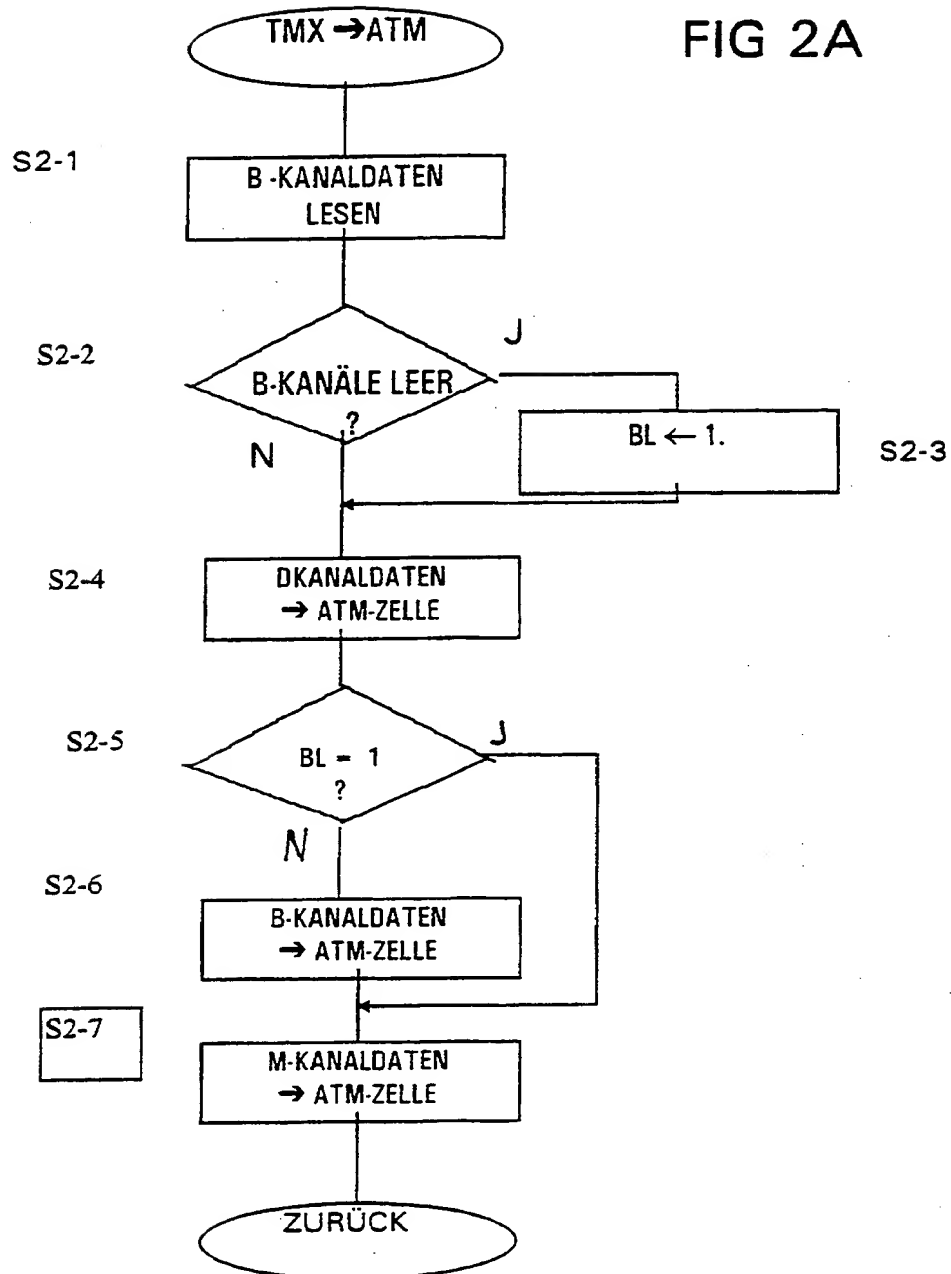 FIG 2A
TMX → ATM
S2-1
B-KANALDATEN
LESEN
S2-2
J
B-KANÄLE LEER
?
N
BL ← 1.
S2-3
S2-4
DKANALDATEN
→ ATM-ZELLE
S2-5
J
BL = 1
?
N
S2-6
B-KANALDATEN
→ ATM-ZELLE
S2-7
M-KANALDATEN
→ ATM-ZELLE
ZURÜCK